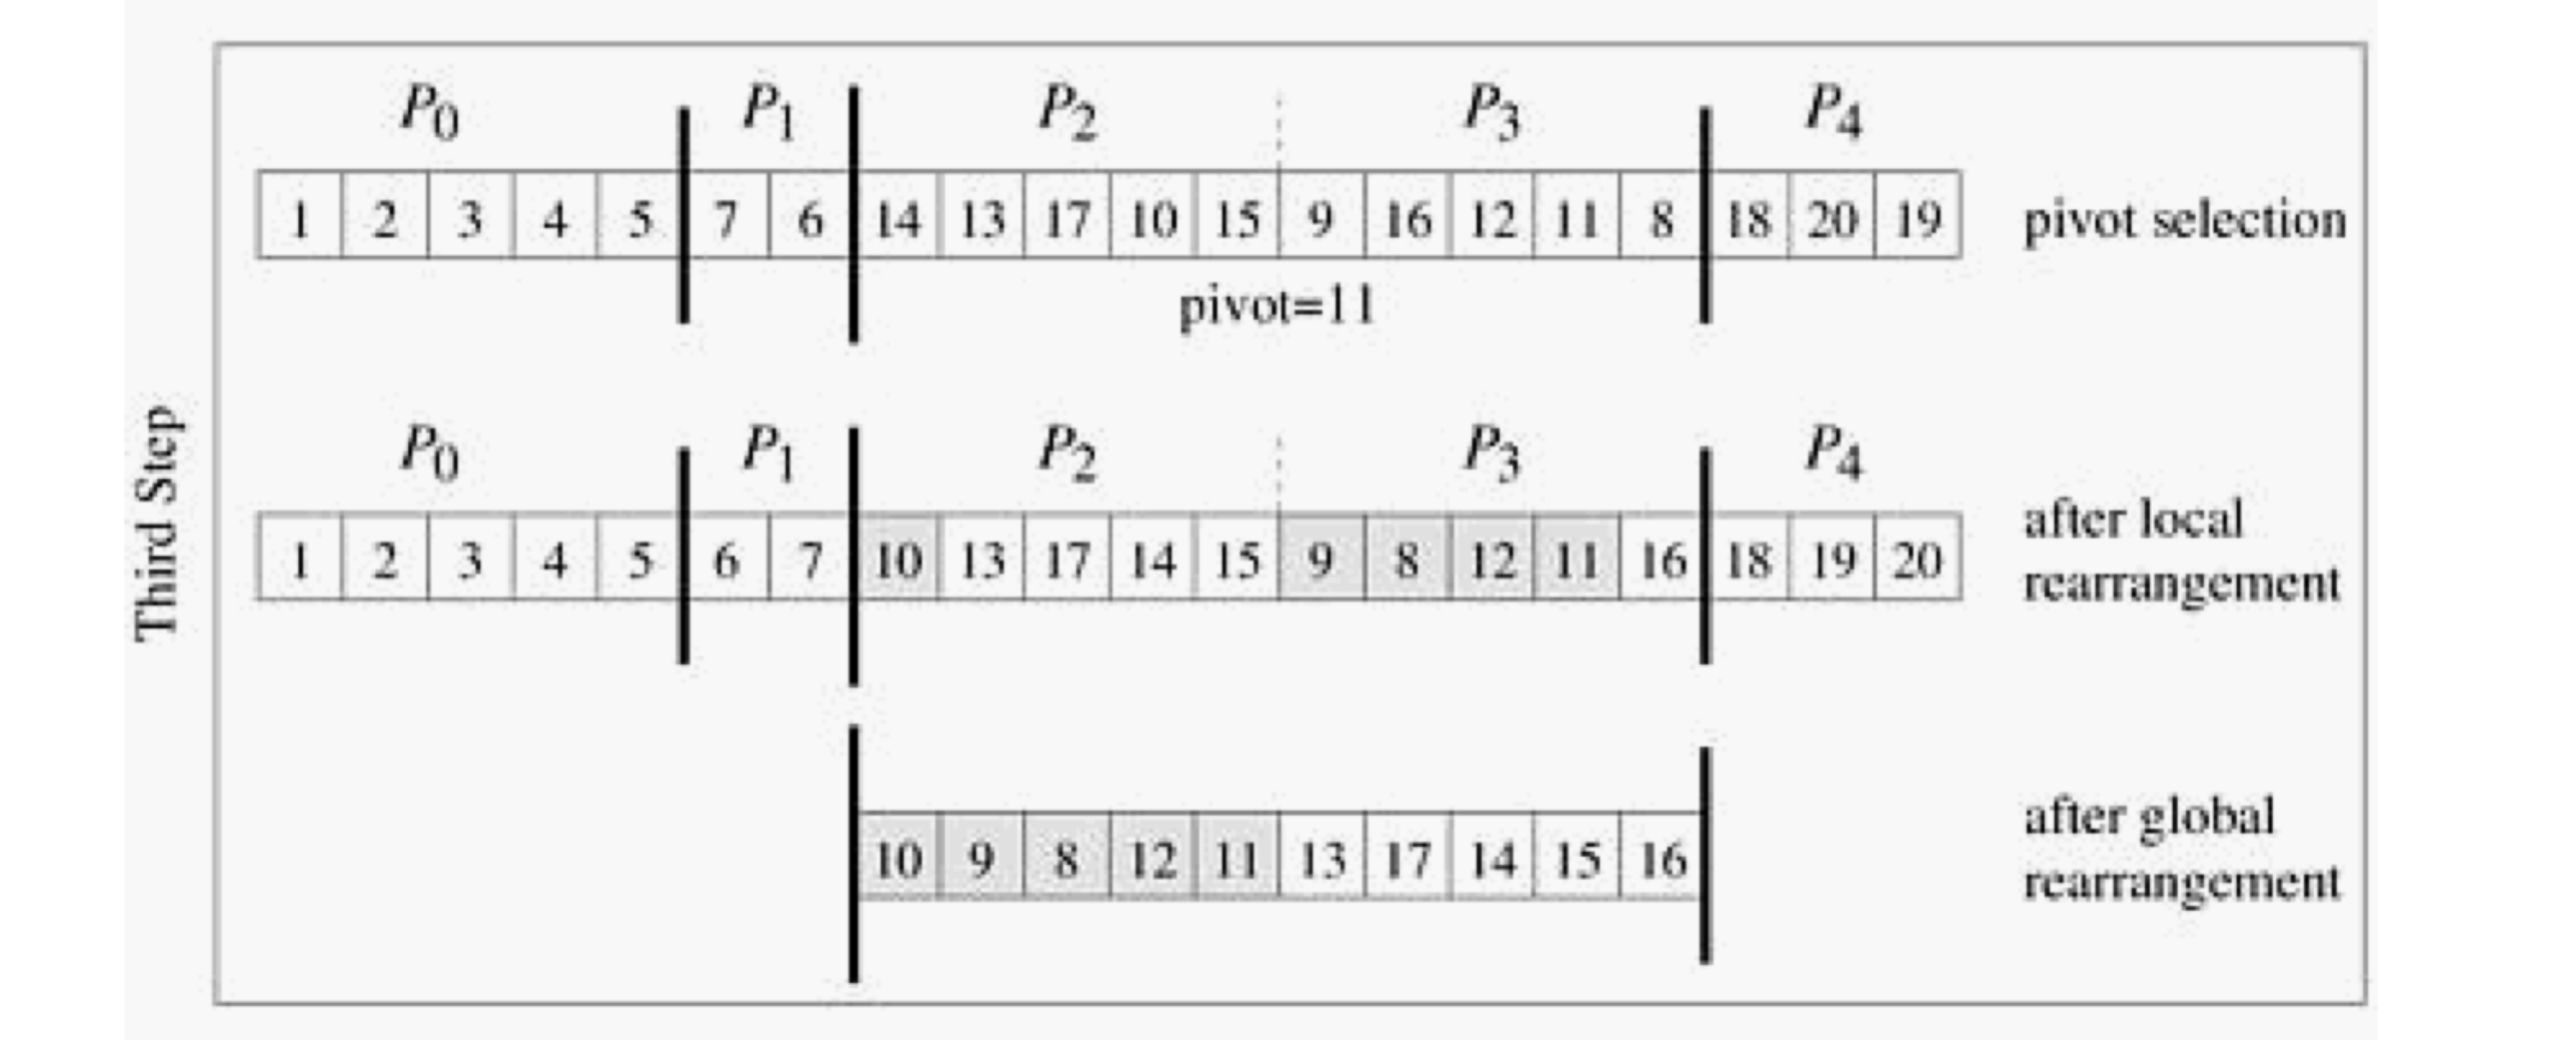 P0 P1 P2 P3 P4
1 2 3 4 5 7 6 14 13 17 10 15 9 16 12 11 8 18 20 19 pivot selection
pivot=11
Third Step
P0 P1 P2 P3 P4
1 2 3 4 5 6 7 10 13 17 14 15 9 8 12 11 16 18 19 20
after local
rearrangement
10 9 8 12 11 13 17 14 15 16
after global
rearrangement